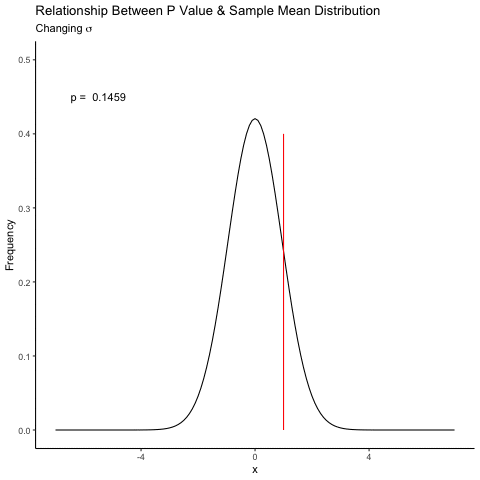 Relationship Between P Value & Sample Mean Distribution
Changing σ
0.5
p = 0.1459
0.4
0.3
Frequency
0.2
0.1
0.0
-4 0 4
x